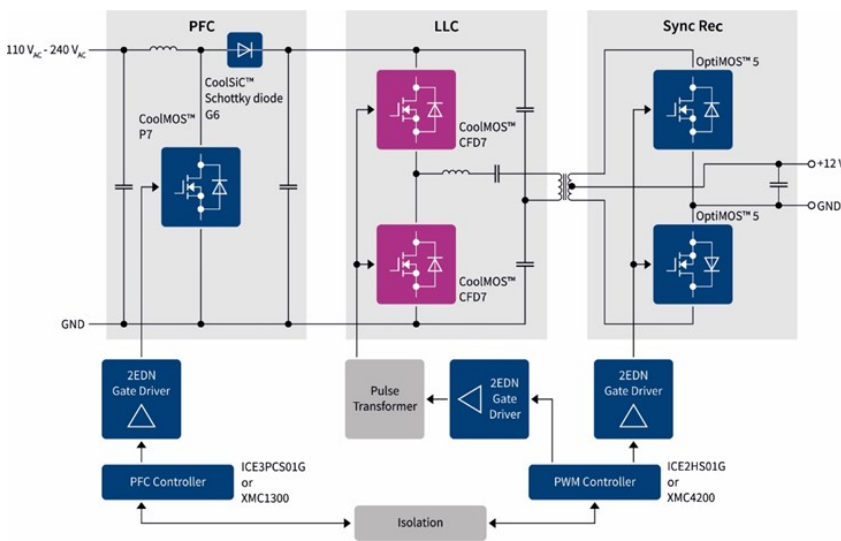 PFC
LLC
Sync Rec
110 VAC - 240 VAC
CoolSiC™
Schottky diode
G6
CoolMOS™
P7
CoolMOS™
CFD7
CoolMOS™
CFD7
OptiMOS™ 5
OptiMOS™ 5
+12 V
GND
GND
2EDN
Gate Driver
Pulse
Transformer
2EDN
Gate
Driver
2EDN
Gate Driver
PFC Controller
ICE3PCS01G
or
XMC1300
PWM Controller
ICE2HS01G
or
XMC4200
Isolation